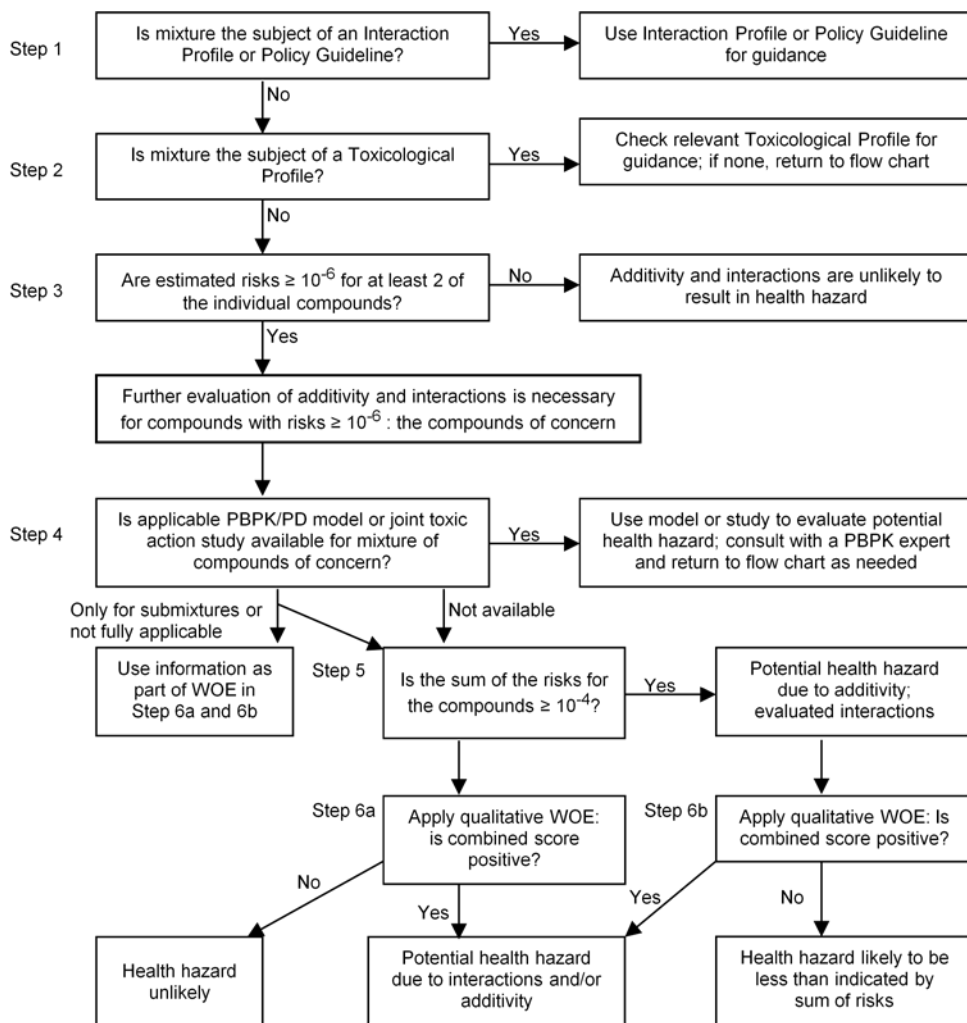 Step 1
Is mixture the subject of an Interaction
Profile or Policy Guideline?
Yes
Use Interaction Profile or Policy Guideline
for guidance
No
Step 2
Is mixture the subject of a Toxicological
Profile?
Yes
Check relevant Toxicological Profile for
guidance; if none, return to flow chart
No
Step 3
Are estimated risks ≥ 10⁻⁶ for at least 2 of
the individual compounds?
No
Additivity and interactions are unlikely to
result in health hazard
Yes
Further evaluation of additivity and interactions is necessary
for compounds with risks ≥ 10⁻⁶ : the compounds of concern
Step 4
Is applicable PBPK/PD model or joint toxic
action study available for mixture of
compounds of concern?
Yes
Use model or study to evaluate potential
health hazard; consult with a PBPK expert
and return to flow chart as needed
Only for submixtures or
not fully applicable
Not available
Use information as
part of WOE in
Step 6a and 6b
Step 5
Is the sum of the risks for
the compounds ≥ 10⁻⁴?
Yes
Potential health hazard
due to additivity;
evaluated interactions
Step 6a
Apply qualitative WOE:
is combined score
positive?
Step 6b
Apply qualitative WOE: Is
combined score positive?
No
Yes
Yes
No
Health hazard
unlikely
Potential health hazard
due to interactions and/or
additivity
Health hazard likely to be
less than indicated by
sum of risks